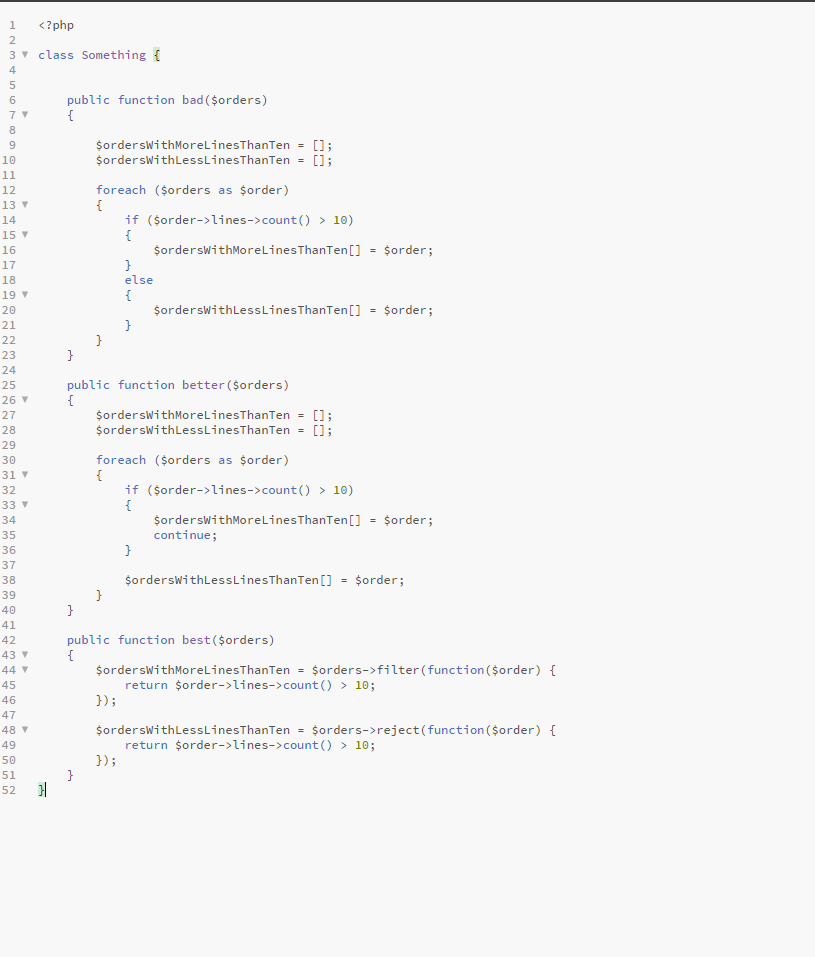 1 <?php
2
3 class Something {
4
5
6     public function bad($orders)
7     {
8
9         $ordersWithMoreLinesThanTen = [];
10         $ordersWithLessLinesThanTen = [];
11
12         foreach ($orders as $order)
13         {
14             if ($order->lines->count() > 10)
15             {
16                 $ordersWithMoreLinesThanTen[] = $order;
17             }
18             else
19             {
20                 $ordersWithLessLinesThanTen[] = $order;
21             }
22         }
23     }
24
25     public function better($orders)
26     {
27         $ordersWithMoreLinesThanTen = [];
28         $ordersWithLessLinesThanTen = [];
29
30         foreach ($orders as $order)
31         {
32             if ($order->lines->count() > 10)
33             {
34                 $ordersWithMoreLinesThanTen[] = $order;
35                 continue;
36             }
37
38             $ordersWithLessLinesThanTen[] = $order;
39         }
40     }
41
42     public function best($orders)
43     {
44         $ordersWithMoreLinesThanTen = $orders->filter(function($order) {
45             return $order->lines->count() > 10;
46         });
47
48         $ordersWithLessLinesThanTen = $orders->reject(function($order) {
49             return $order->lines->count() > 10;
50         });
51     }
52 }